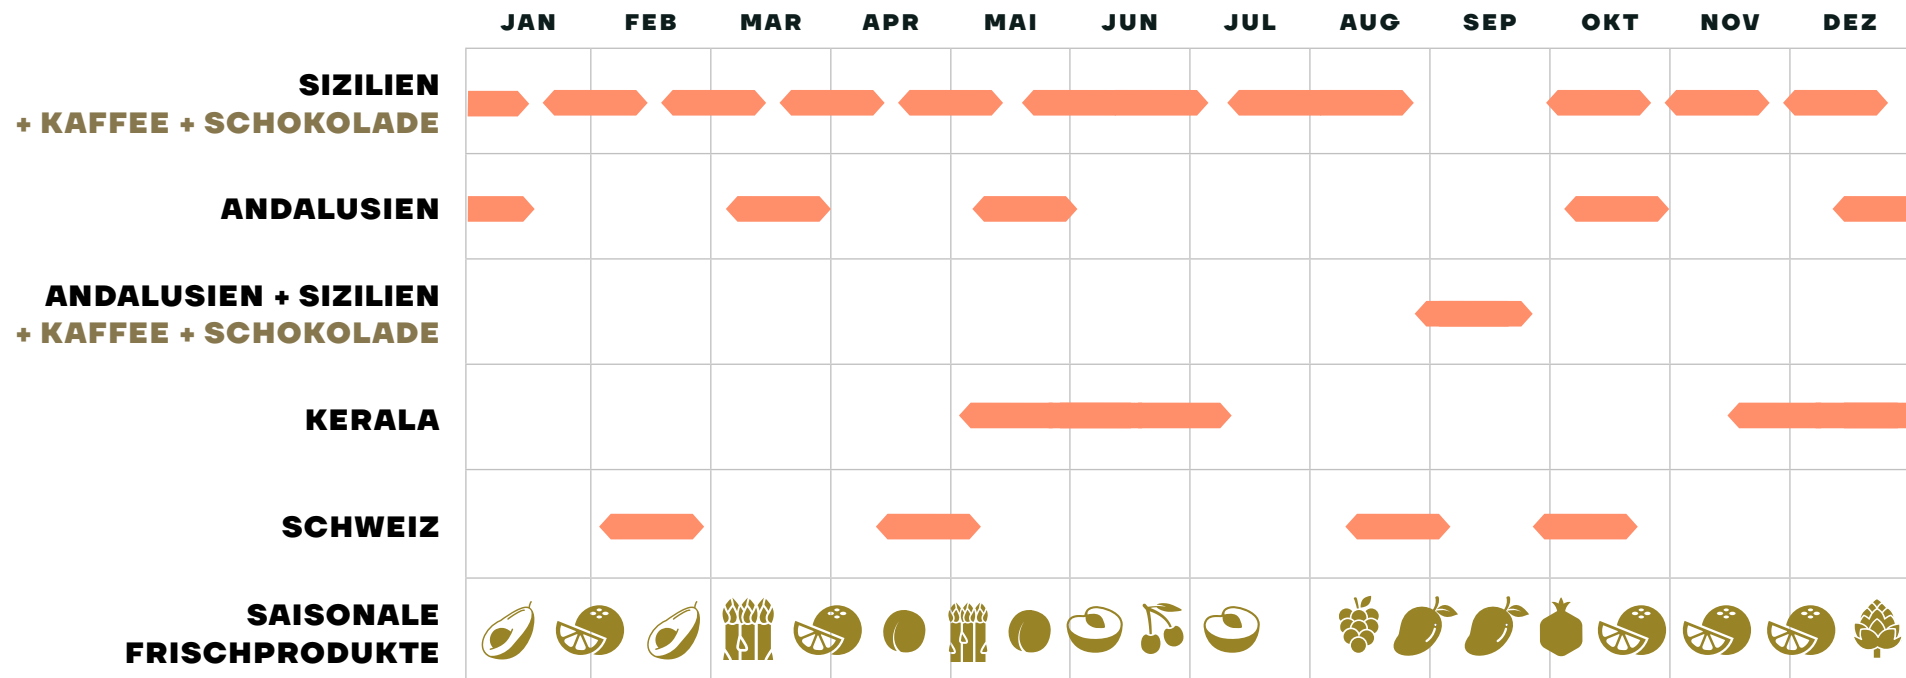 JAN FEB MAR APR MAI JUN JUL AUG SEP OKT NOV DEZ
SIZILIEN
+ KAFFEE + SCHOKOLADE
ANDALUSIEN
ANDALUSIEN + SIZILIEN
+ KAFFEE + SCHOKOLADE
KERALA
SCHWEIZ
SAISONALE
FRISCHPRODUKTE